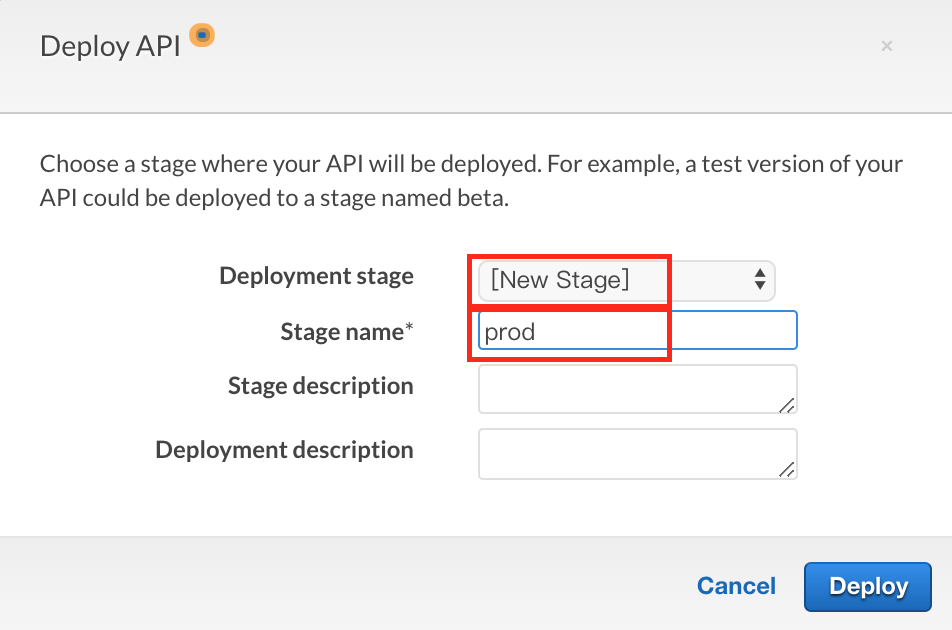 Deploy API
×
Choose a stage where your API will be deployed. For example, a test version of your
API could be deployed to a stage named beta.
Deployment stage [New Stage]
Stage name* prod
Stage description
Deployment description
Cancel Deploy